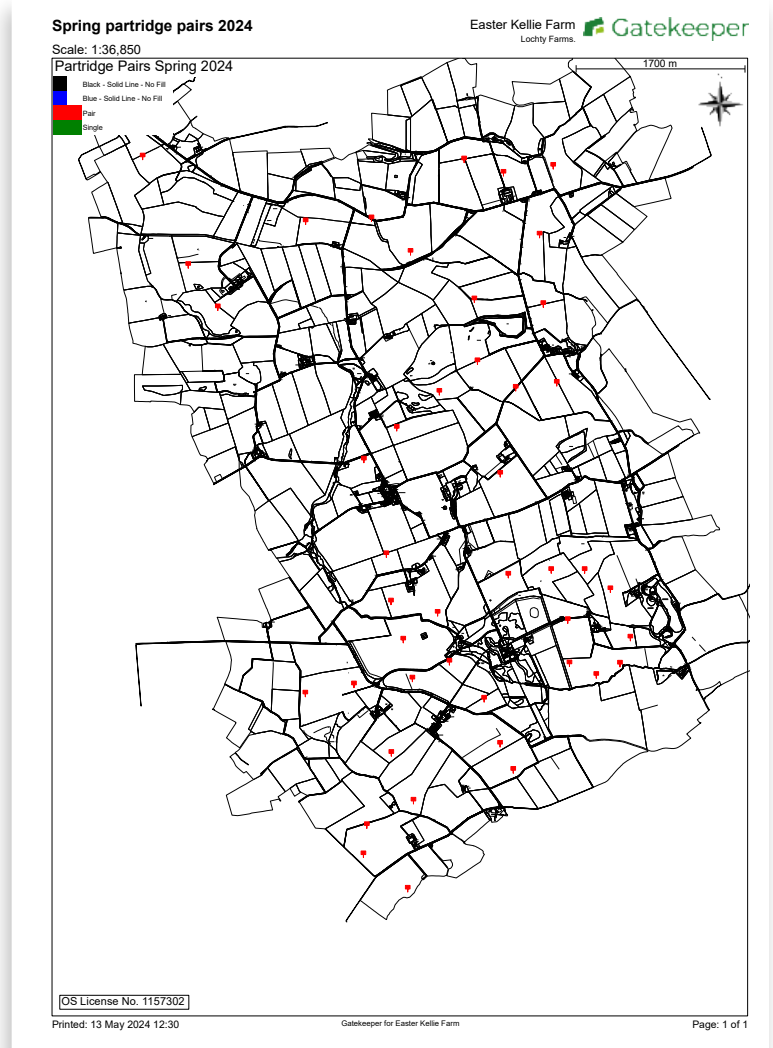 Spring partridge pairs 2024
Easter Kellie Farm
Lochty Farms.
Gatekeeper
Scale: 1:36,850
Partridge Pairs Spring 2024
1700 m
Black - Solid Line - No Fill
Blue - Solid Line - No Fill
Pair
Single
OS License No. 1157302
Printed: 13 May 2024 12:30
Gatekeeper for Easter Kellie Farm
Page: 1 of 1